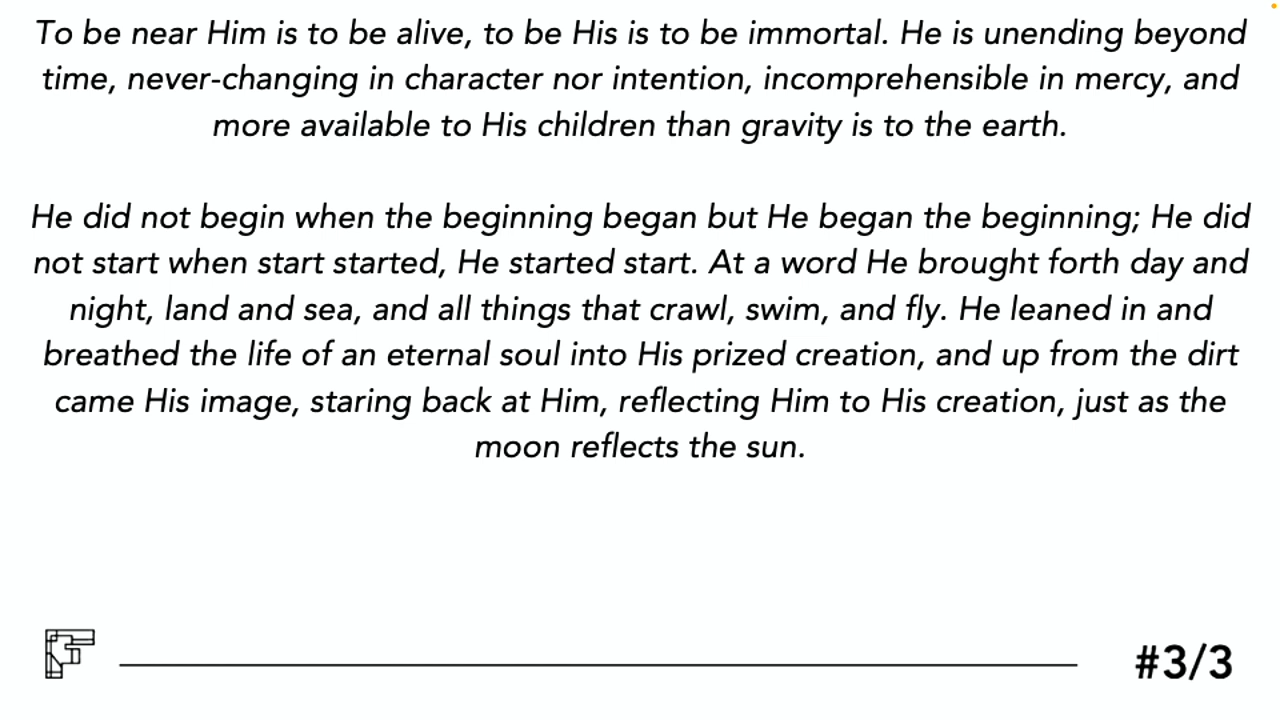 To be near Him is to be alive, to be His is to be immortal. He is unending beyond
time, never-changing in character nor intention, incomprehensible in mercy, and
more available to His children than gravity is to the earth.
He did not begin when the beginning began but He began the beginning; He did
not start when start started, He started start. At a word He brought forth day and
night, land and sea, and all things that crawl, swim, and fly. He leaned in and
breathed the life of an eternal soul into His prized creation, and up from the dirt
came His image, staring back at Him, reflecting Him to His creation, just as the
moon reflects the sun.
#3/3